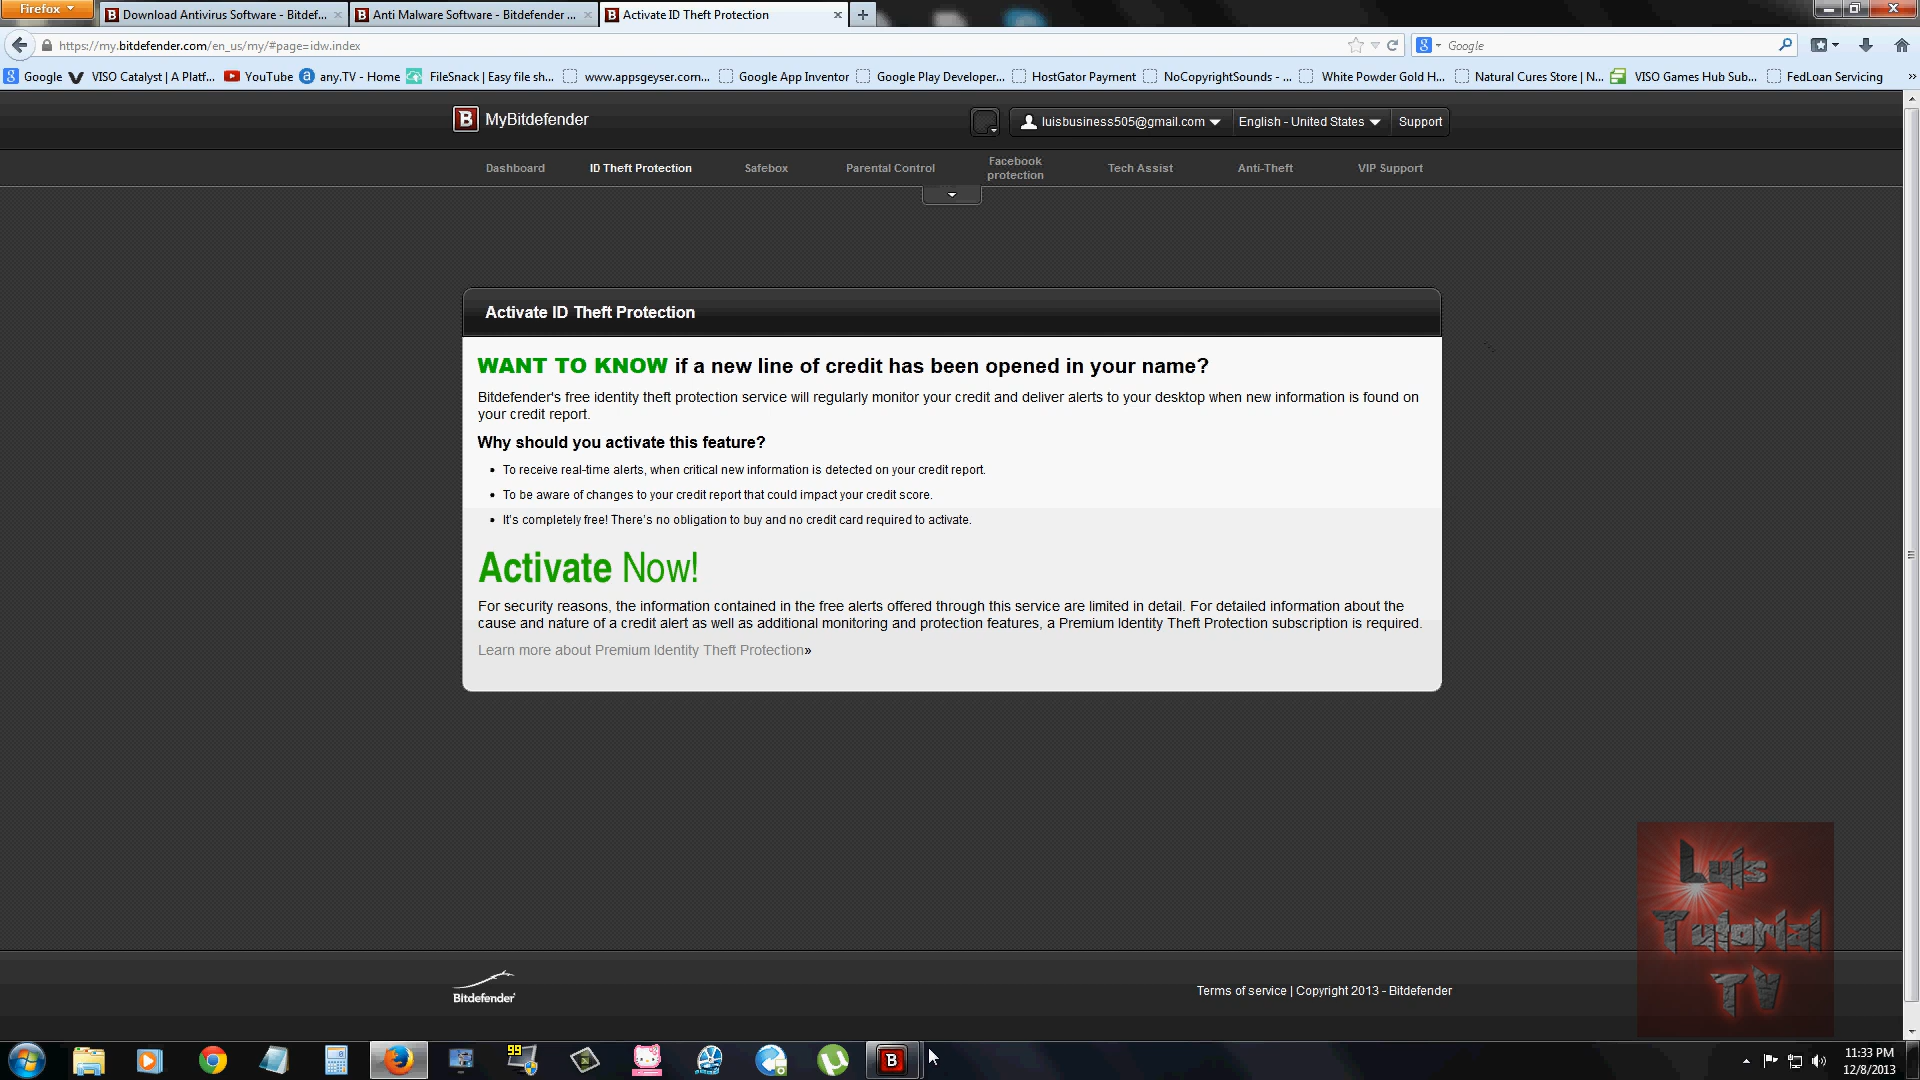 Firefox
Download Antivirus Software - Bitdef...
Anti Malware Software - Bitdefender ...
Activate ID Theft Protection
https://my.bitdefender.com/en_us/my/#page=idw.index
Google
Google
VISO Catalyst | A Platf...
YouTube
any.TV - Home
FileSnack | Easy file sh...
www.appsgeyser.com...
Google App Inventor
Google Play Developer...
HostGator Payment
NoCopyrightSounds - ...
White Powder Gold H...
Natural Cures Store | N...
VISO Games Hub Sub...
FedLoan Servicing
B MyBitdefender
luisbusiness505@gmail.com
English - United States
Support
Dashboard
ID Theft Protection
Safebox
Parental Control
Facebook
protection
Tech Assist
Anti-Theft
VIP Support
Activate ID Theft Protection
WANT TO KNOW if a new line of credit has been opened in your name?
Bitdefender's free identity theft protection service will regularly monitor your credit and deliver alerts to your desktop when new information is found on
your credit report.
Why should you activate this feature?
To receive real-time alerts, when critical new information is detected on your credit report.
To be aware of changes to your credit report that could impact your credit score.
It's completely free! There's no obligation to buy and no credit card required to activate.
Activate Now!
For security reasons, the information contained in the free alerts offered through this service are limited in detail. For detailed information about the
cause and nature of a credit alert as well as additional monitoring and protection features, a Premium Identity Theft Protection subscription is required.
Learn more about Premium Identity Theft Protection»
Luis
Tutorial
TV
Bitdefender
Terms of service | Copyright 2013 - Bitdefender
99
B
11:33 PM
12/8/2013